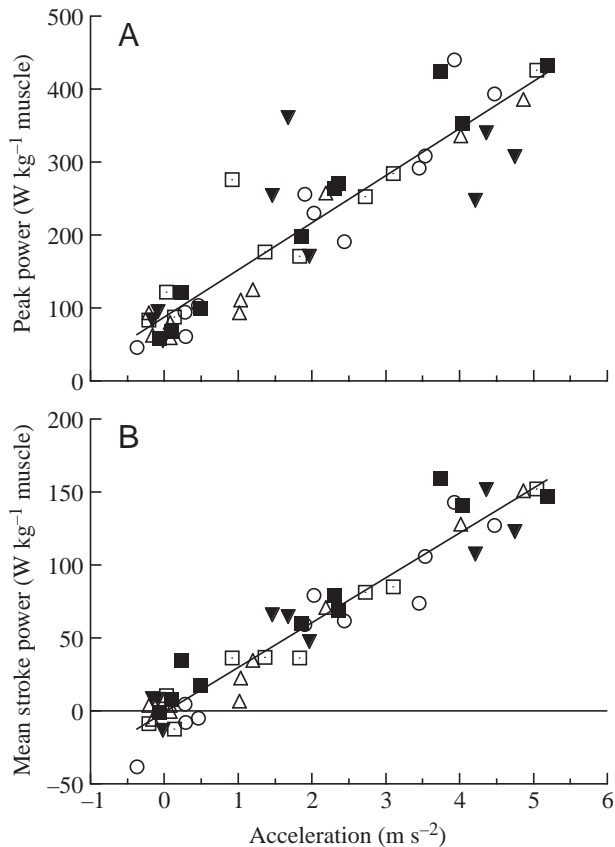 A
500
400
300
200
100
0
Peak power (W kg⁻¹ muscle)
B
200
150
100
50
0
−50
Mean stroke power (W kg⁻¹ muscle)
−1 0 1 2 3 4 5 6
Acceleration (m s⁻²)